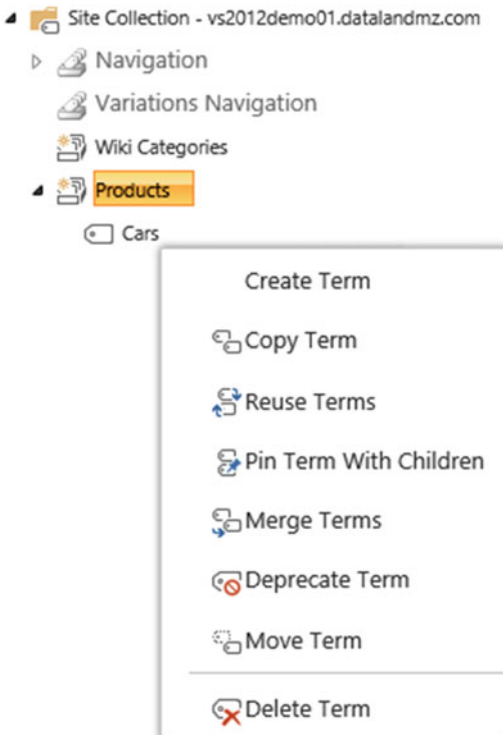 Site Collection - vs2012demo01.datalandmz.com
Navigation
Variations Navigation
Wiki Categories
Products
Cars
Create Term
Copy Term
Reuse Terms
Pin Term With Children
Merge Terms
Deprecate Term
Move Term
Delete Term